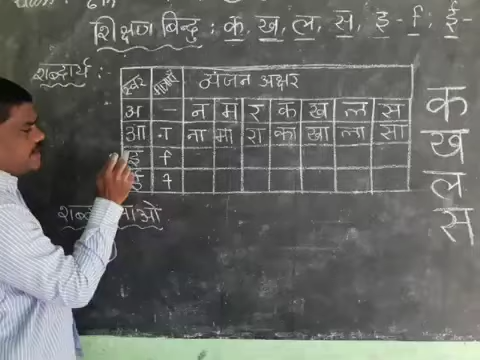 शिक्षण बिन्दु : क, ख, ल, स, इ - ि, ई -
शब्दार्थ :-
स्वर मात्राएँ व्यंजन अक्षर
अ — न म र क ख ल स
आ ा ना मा रा का खा ला सा
इ ि
ई ी
क
ख
ल
स